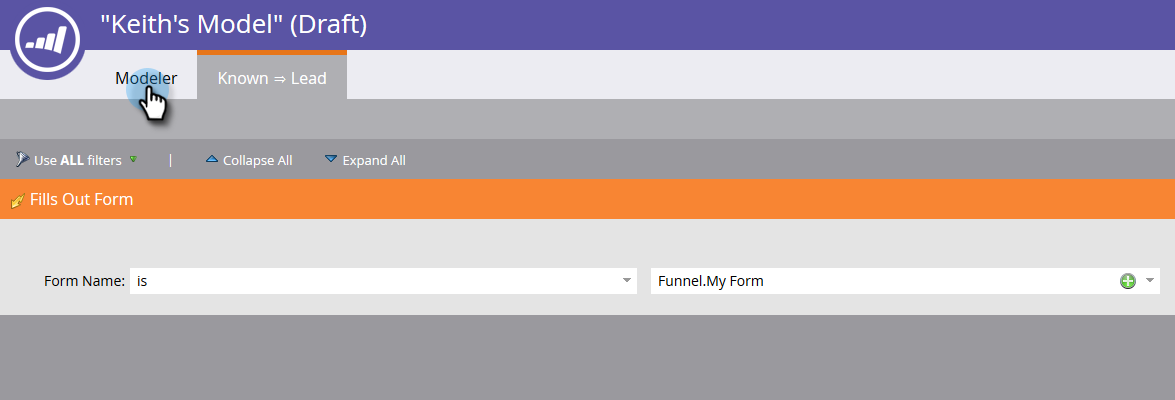 "Keith's Model" (Draft)
Modeler Known ⇒ Lead
Use ALL filters | Collapse All Expand All
Fills Out Form
Form Name: is Funnel.My Form